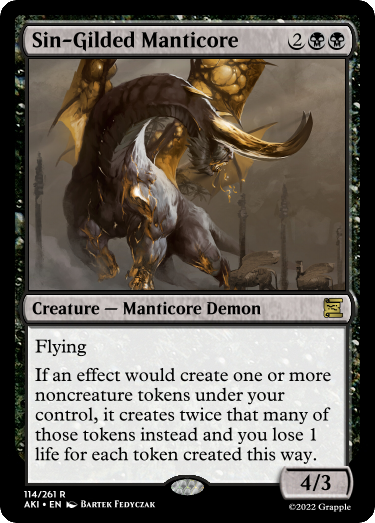 Sin-Gilded Manticore 2
Creature — Manticore Demon
Flying
If an effect would create one or more
noncreature tokens under your
control, it creates twice that many of
those tokens instead and you lose 1
life for each token created this way.
4/3
114/261 R
AKI • EN Bartek Fedyczak
©2022 Grapple